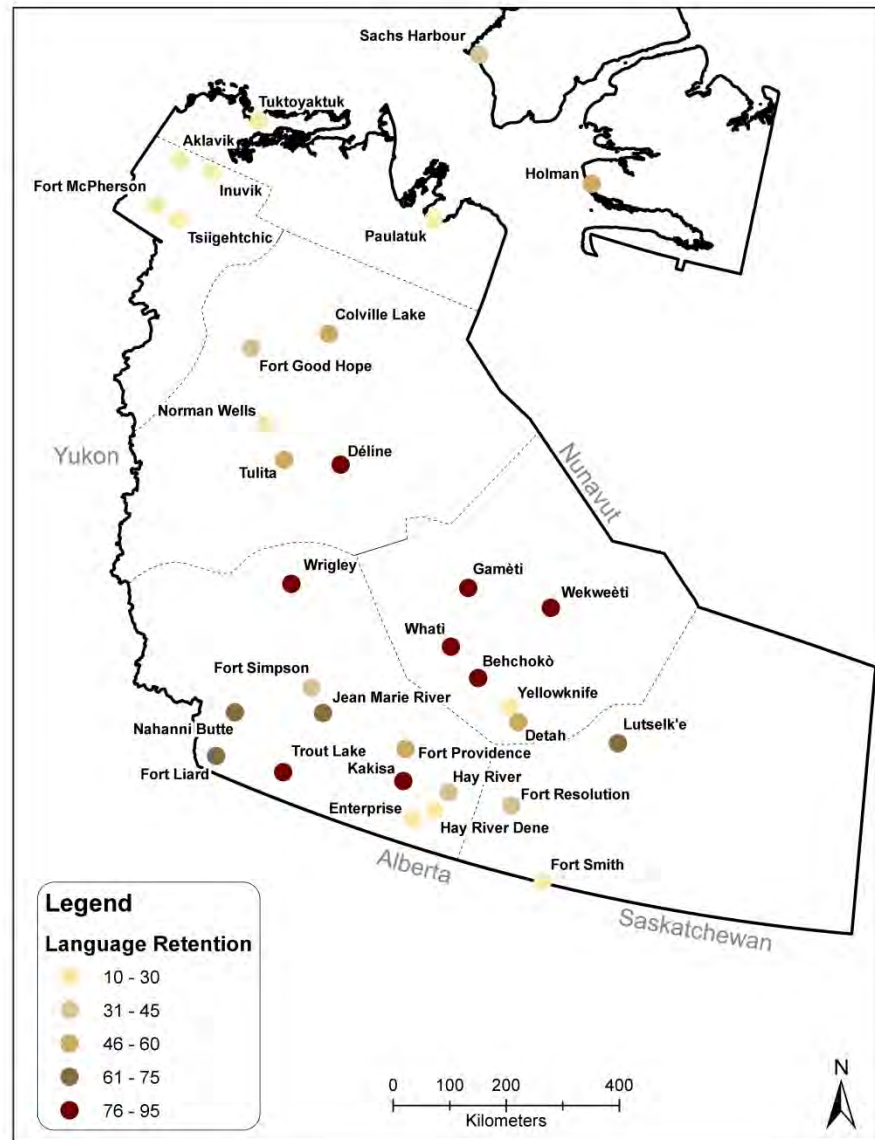 Sachs Harbour
Tuktoyaktuk
Aklavik
Holman
Fort McPherson
Inuvik
Tsiigehtchic
Paulatuk
Colville Lake
Fort Good Hope
Norman Wells
Yukon
Tulita
Déline
Nunavut
Wrigley
Gamèti
Wekweèti
Whatì
Behchokò
Fort Simpson
Jean Marie River
Yellowknife
Nahanni Butte
Detah
Lutselk'e
Trout Lake
Fort Providence
Fort Liard
Kakisa
Hay River
Enterprise
Fort Resolution
Hay River Dene
Alberta
Fort Smith
Saskatchewan
Legend
Language Retention
10 - 30
31 - 45
46 - 60
61 - 75
76 - 95
0 100 200 400
Kilometers
N